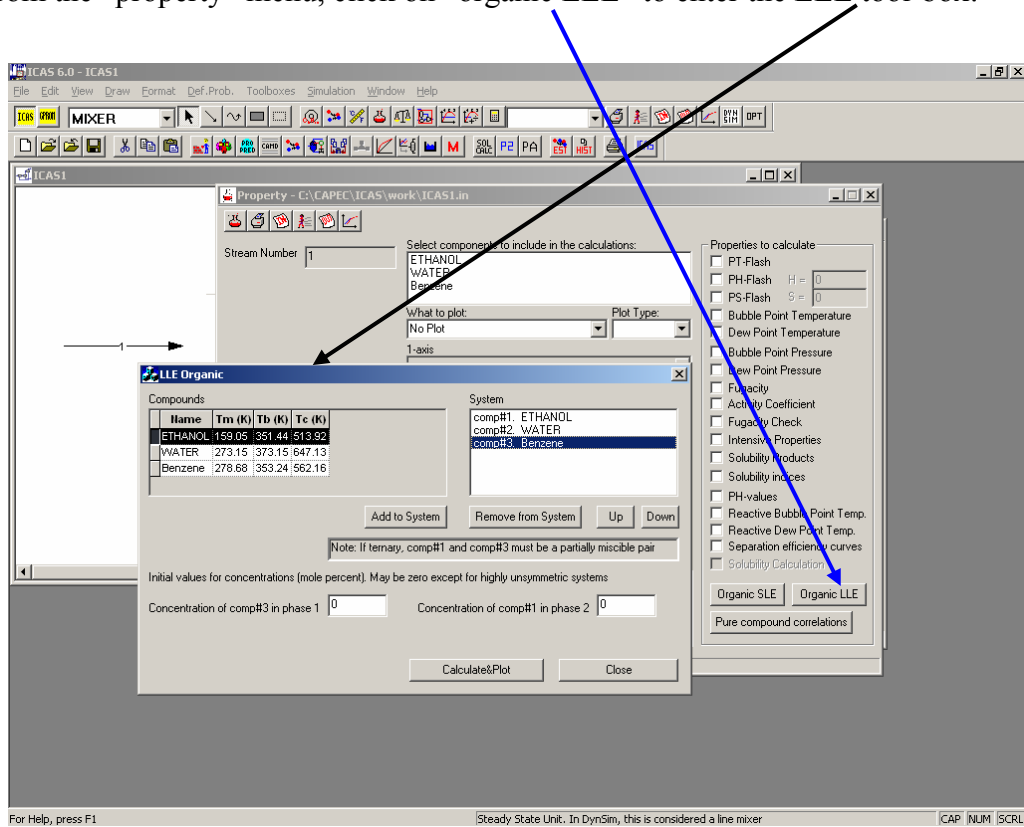 om the "property" menu, click on "organic LLE" to enter the LLE tool box.
ICAS 6.0 - ICAS1
File Edit View Draw Format Def.Prob. Toolboxes Simulation Window Help
ICAS MIXER DYN SIM OPT
PRO PRED CAMD M SOL CALC P2 PA EST HIST
ICAS1
Property - C:\CAPEC\ICAS\work\ICAS1.in
Stream Number 1
Select components to include in the calculations:
ETHANOL
WATER
Benzene
What to plot: Plot Type:
No Plot
1-axis
1
Properties to calculate
PT-Flash
PH-Flash H = 0
PS-Flash S = 0
Bubble Point Temperature
Dew Point Temperature
Bubble Point Pressure
Dew Point Pressure
Fugacity
Activity Coefficient
Fugacity Check
Intensive Properties
Solubility Products
Solubility indices
PH-values
Reactive Bubble Point Temp.
Reactive Dew Point Temp.
Separation efficiency curves
Solubility Calculation
Organic SLE Organic LLE
Pure compound correlations
LLE Organic
Compounds
Name Tm (K) Tb (K) Tc (K)
ETHANOL 159.05 351.44 513.92
WATER 273.15 373.15 647.13
Benzene 278.68 353.24 562.16
System
comp#1. ETHANOL
comp#2. WATER
comp#3. Benzene
Add to System Remove from System Up Down
Note: If ternary, comp#1 and comp#3 must be a partially miscible pair
Initial values for concentrations (mole percent). May be zero except for highly unsymmetric systems
Concentration of comp#3 in phase 1 0 Concentration of comp#1 in phase 2 0
Calculate&Plot Close
For Help, press F1 Steady State Unit. In DynSim, this is considered a line mixer CAP NUM SCRL